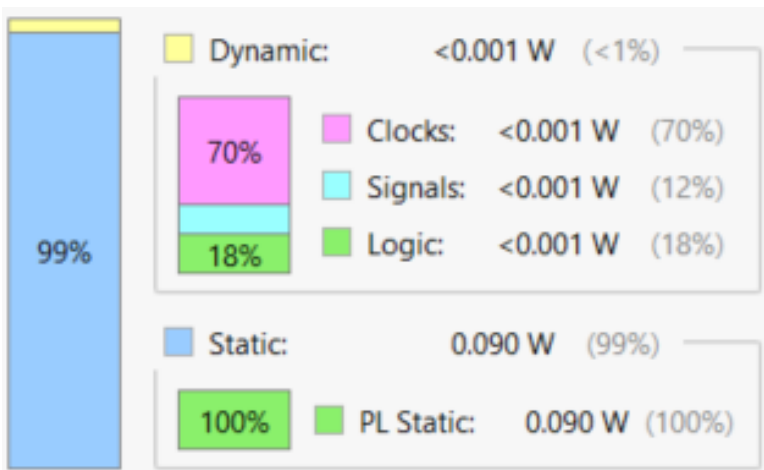 Dynamic: <0.001 W (<1%)
70%
Clocks: <0.001 W (70%)
Signals: <0.001 W (12%)
99%
18%
Logic: <0.001 W (18%)
Static: 0.090 W (99%)
100%
PL Static: 0.090 W (100%)